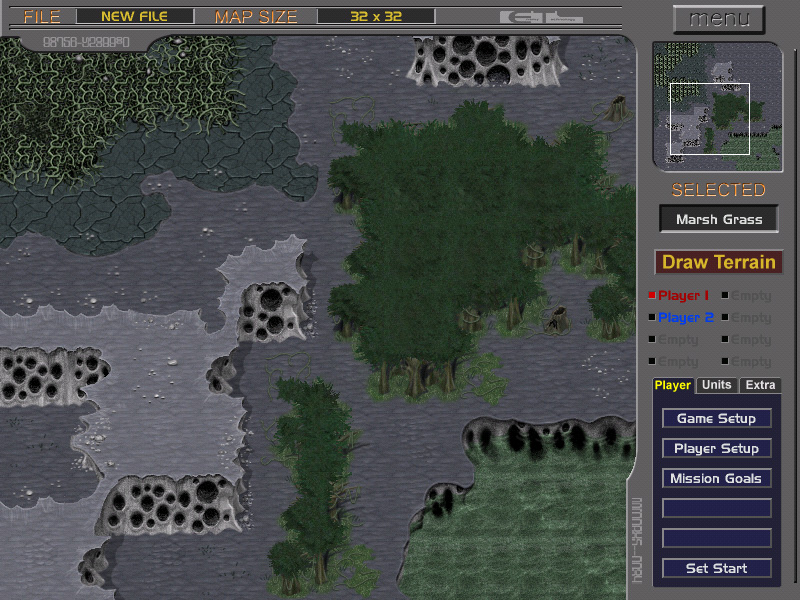 FILE NEW FILE MAP SIZE 32 x 32
menu
SELECTED
Marsh Grass
Draw Terrain
Player 1 Empty
Player 2 Empty
Empty Empty
Empty Empty
Player Units Extra
Game Setup
Player Setup
Mission Goals
Set Start